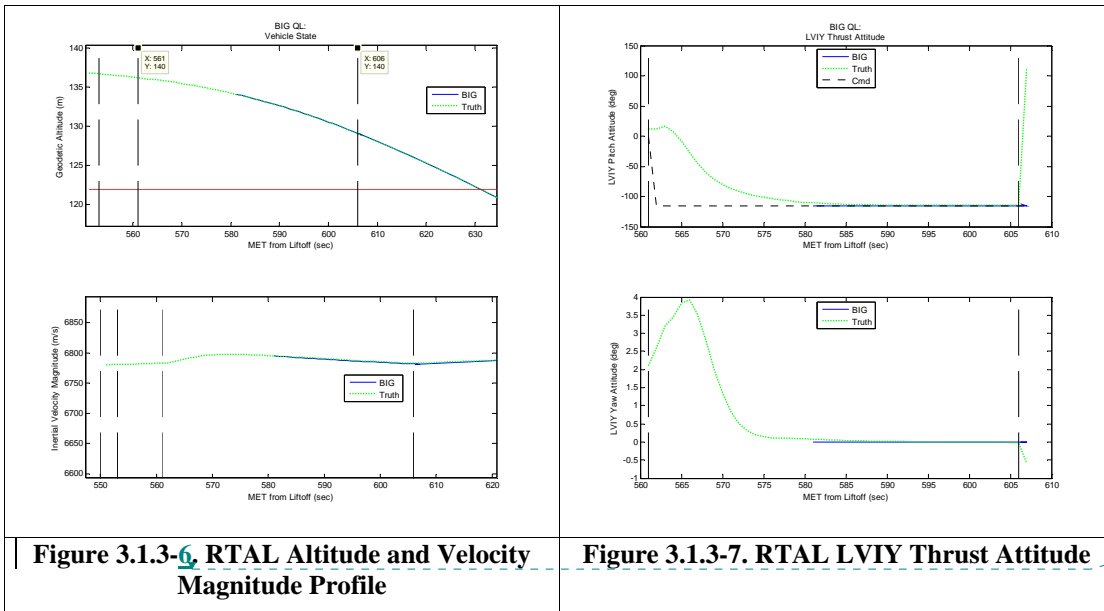 BIG QL:
Vehicle State
140
135
130
125
120
Geodetic Altitude (m)
X: 561
Y: 140
X: 606
Y: 140
BIG
Truth
560 570 580 590 600 610 620 630
MET from Liftoff (sec)
6850
6800
6750
6700
6650
6600
Inertial Velocity Magnitude (m/s)
BIG
Truth
550 560 570 580 590 600 610 620
MET from Liftoff (sec)
BIG QL:
LVIY Thrust Attitude
150
100
50
0
-50
-100
-150
LVIY Pitch Attitude (deg)
BIG
Truth
Cmd
560 565 570 575 580 585 590 595 600 605 610
MET from Liftoff (sec)
4
3.5
3
2.5
2
1.5
1
0.5
0
-0.5
-1
LVIY Yaw Attitude (deg)
BIG
Truth
560 565 570 575 580 585 590 595 600 605 610
MET from Liftoff (sec)
Figure 3.1.3-6. RTAL Altitude and Velocity
Magnitude Profile
Figure 3.1.3-7. RTAL LVIY Thrust Attitude